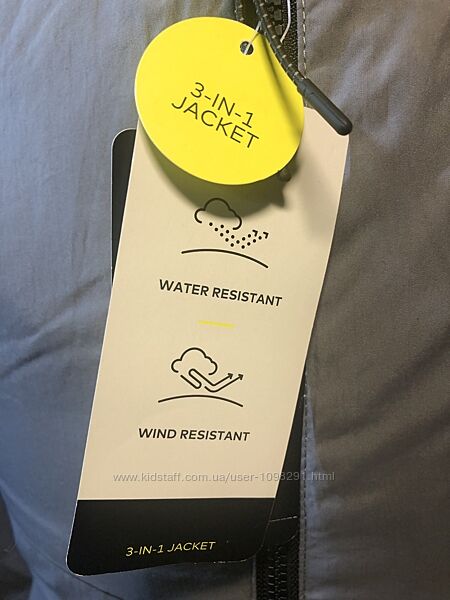 3-IN-1
JACKET
WATER RESISTANT
WIND RESISTANT
www.kidstaff.com.ua/user-1098291.html
3-IN-1 JACKET